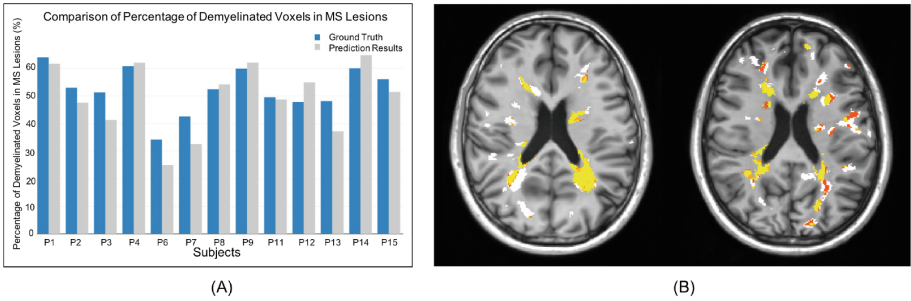 Comparison of Percentage of Demyelinated Voxels in MS Lesions
Percentage of Demyelinated Voxels in MS Lesions (%)
Ground Truth
Prediction Results
60
50
40
30
20
10
0
P1 P2 P3 P4 P6 P7 P8 P9 P11 P12 P13 P14 P15
Subjects
(A)
(B)